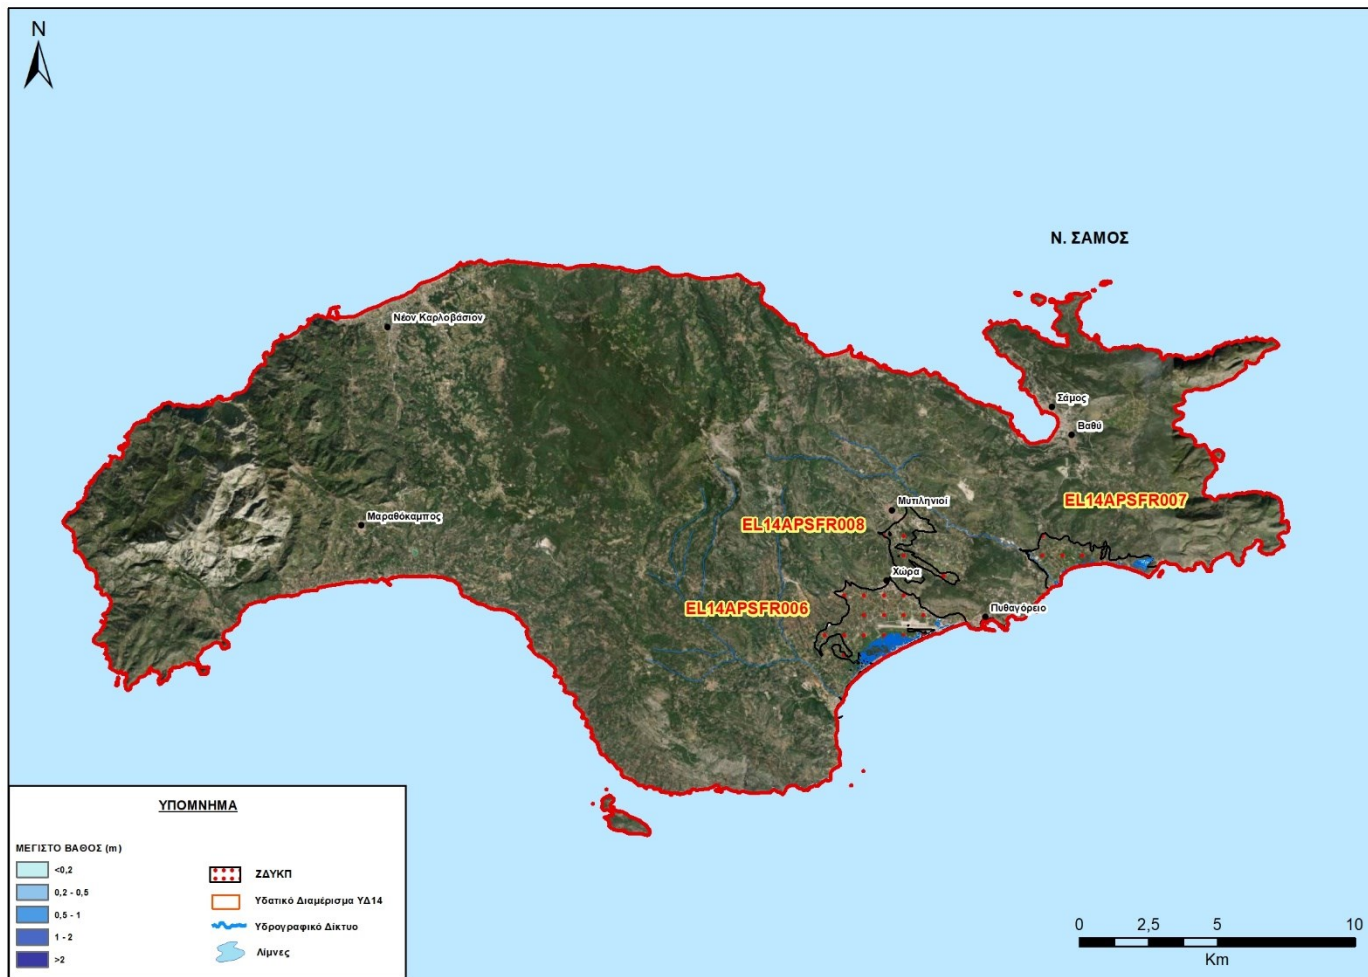 N
Ν. ΣΑΜΟΣ
Νέον Καρλοβάσιον
Σάμος
Βαθύ
EL14APSFR007
Μυτιληνιοί
EL14APSFR008
Μαραθόκαμπος
Χώρα
EL14APSFR006
Πυθαγόρειο
ΥΠΟΜΝΗΜΑ
ΜΕΓΙΣΤΟ ΒΑΘΟΣ (m)
<0,2
0,2 - 0,5
0,5 - 1
1 - 2
>2
ΖΔΥΚΠ
Υδατικό Διαμέρισμα ΥΔ14
Υδρογραφικό Δίκτυο
Λίμνες
0 2,5 5 10
Km